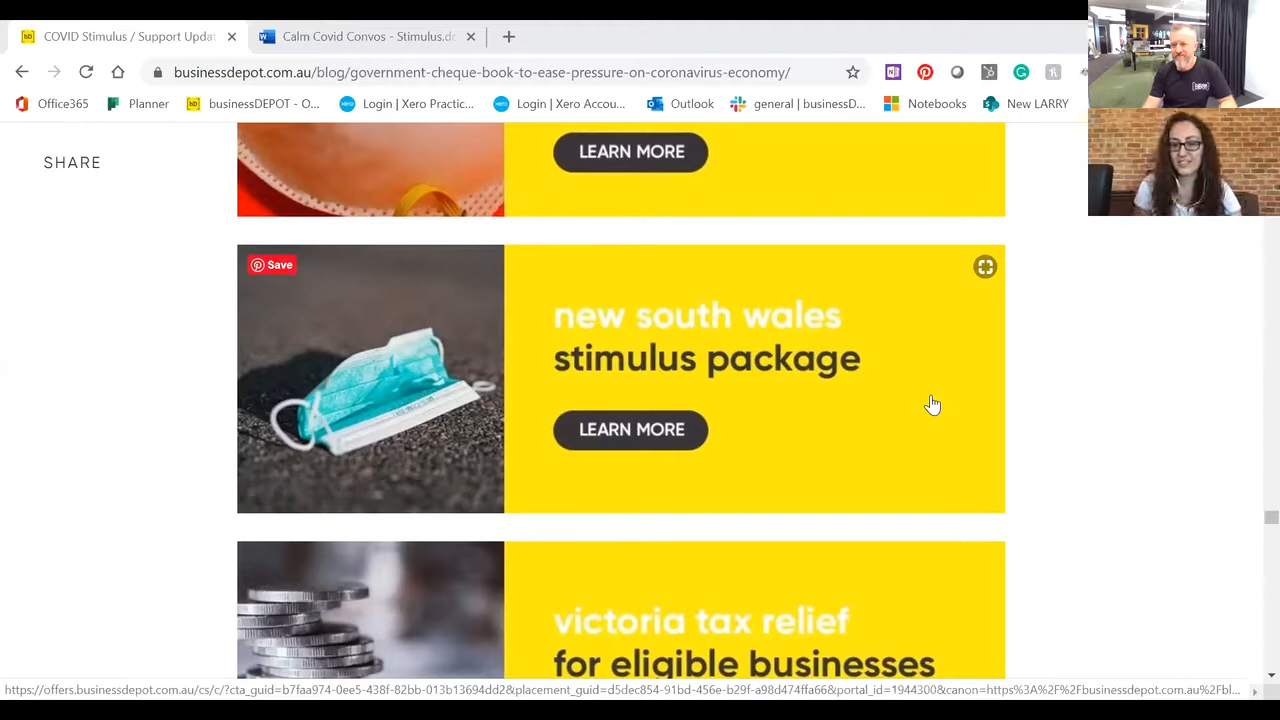 COVID Stimulus / Support Upda
Calm Covid Convos - Stimulus.d
businessdepot.com.au/blog/government-cheque-book-to-ease-pressure-on-coronavirus-economy/
Office365
Planner
businessDEPOT - O...
Login | Xero Practic...
Login | Xero Accou...
Outlook
general | businessD...
Notebooks
New LARRY
SHARE
LEARN MORE
Save
new south wales
stimulus package
LEARN MORE
victoria tax relief
for eligible businesses
https://offers.businessdepot.com.au/cs/c/?cta_guid=b7faa974-0ee5-438f-82bb-013b13694dd2&placement_guid=d5dec854-91bd-456e-b29f-a98d474ffa66&portal_id=1944300&canon=https%3A%2F%2Fbusinessdepot.com.au%2Fbl...